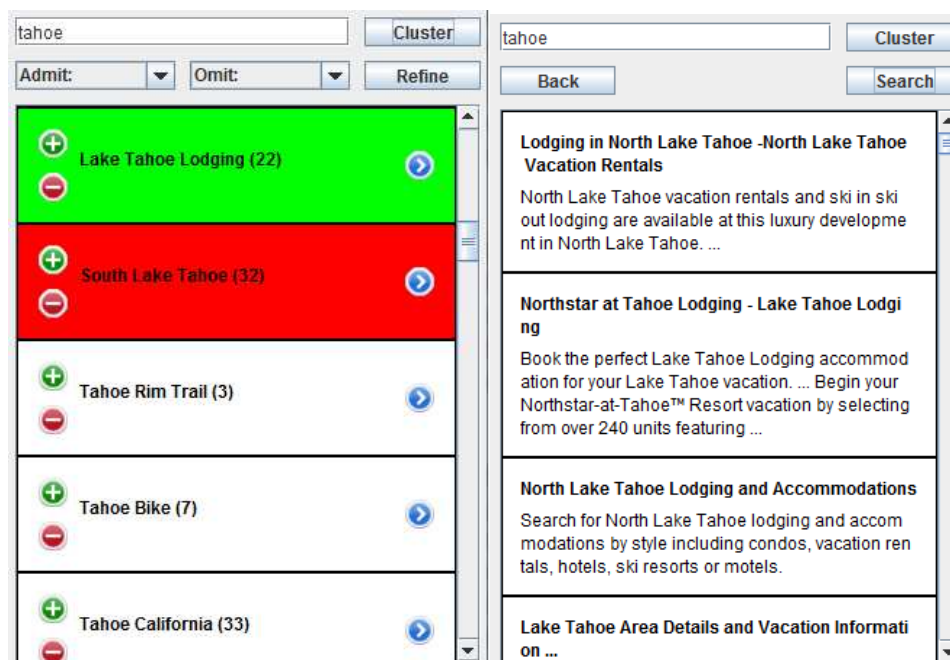 tahoe
Cluster
Admit:
Omit:
Refine
Lake Tahoe Lodging (22)
South Lake Tahoe (32)
Tahoe Rim Trail (3)
Tahoe Bike (7)
Tahoe California (33)
tahoe
Cluster
Back
Search
Lodging in North Lake Tahoe -North Lake Tahoe
Vacation Rentals
North Lake Tahoe vacation rentals and ski in ski
out lodging are available at this luxury developme
nt in North Lake Tahoe. ...
Northstar at Tahoe Lodging - Lake Tahoe Lodgi
ng
Book the perfect Lake Tahoe Lodging accommod
ation for your Lake Tahoe vacation. ... Begin your
Northstar-at-Tahoe™ Resort vacation by selecting
from over 240 units featuring ...
North Lake Tahoe Lodging and Accommodations
Search for North Lake Tahoe lodging and accom
modations by style including condos, vacation ren
tals, hotels, ski resorts or motels.
Lake Tahoe Area Details and Vacation Informati
on ...